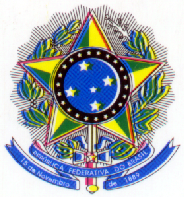 REPÚBLICA FEDERATIVA DO BRASIL
15 de Novembro de 1889